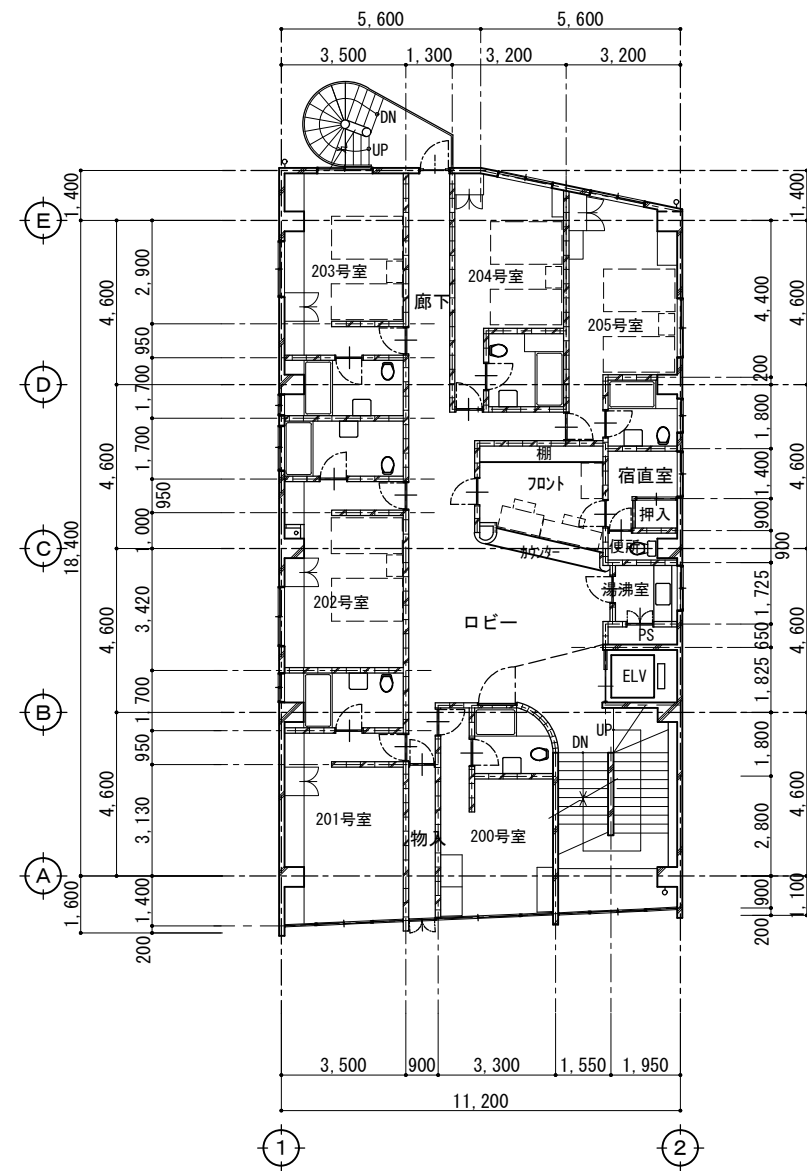 5,600 5,600
3,500 1,300 3,200 3,200
DN
UP
1,400
1,400
E
203号室
204号室
205号室
廊下
2,900
4,600
950
4,400
4,600
200
D
1,700
1,700
950
4,600
1,800
1,400
4,600
900
棚
フロント
宿直室
押入
便所
カウンター
C
18,400
1,000
3,420
4,600
900
1,725
650
4,600
1,825
202号室
ロビー
湯沸室
PS
ELV
B
1,700
950
4,600
3,130
UP
DN
1,800
4,600
2,800
201号室
物入
200号室
A
1,600
1,400
200
900
1,100
200
3,500 900 3,300 1,550 1,950
11,200
1 2